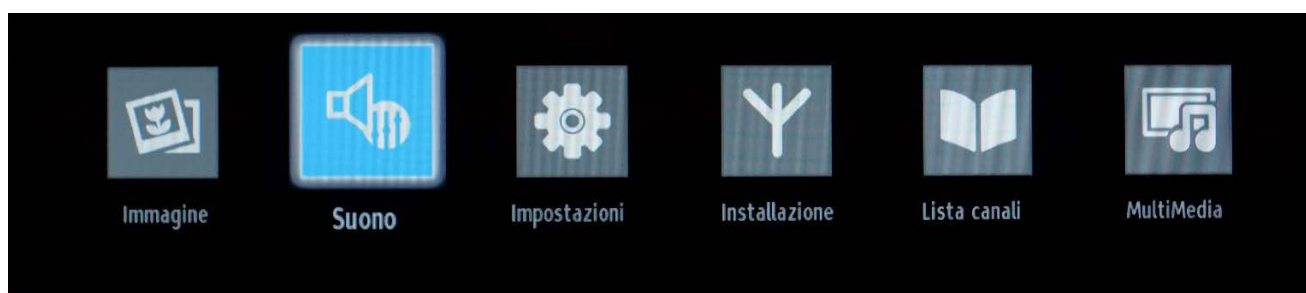 Immagine
Suono
Impostazioni
Installazione
Lista canali
MultiMedia